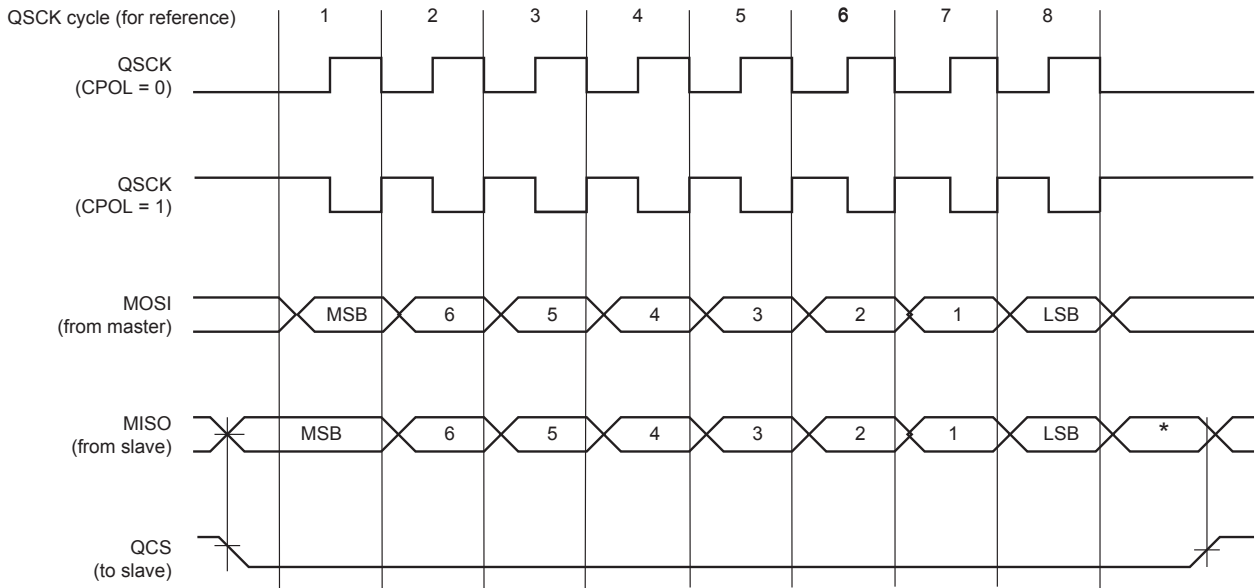 QSCK cycle (for reference) 1 2 3 4 5 6 7 8
QSCK
(CPOL = 0)
QSCK
(CPOL = 1)
MOSI
(from master)
MSB 6 5 4 3 2 1 LSB
MISO
(from slave)
MSB 6 5 4 3 2 1 LSB *
QCS
(to slave)